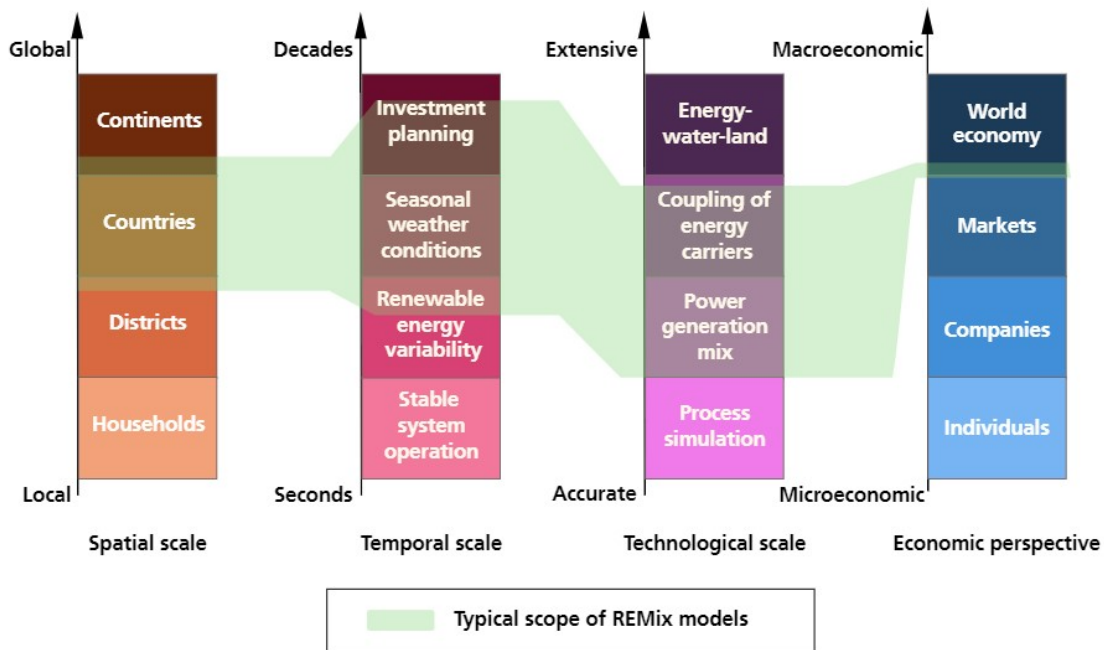 Global
Decades
Extensive
Macroeconomic
Continents
Countries
Districts
Households
Investment
planning
Seasonal
weather
conditions
Renewable
energy
variability
Stable
system
operation
Energy-
water-land
Coupling of
energy
carriers
Power
generation
mix
Process
simulation
World
economy
Markets
Companies
Individuals
Local
Seconds
Accurate
Microeconomic
Spatial scale
Temporal scale
Technological scale
Economic perspective
Typical scope of REMix models